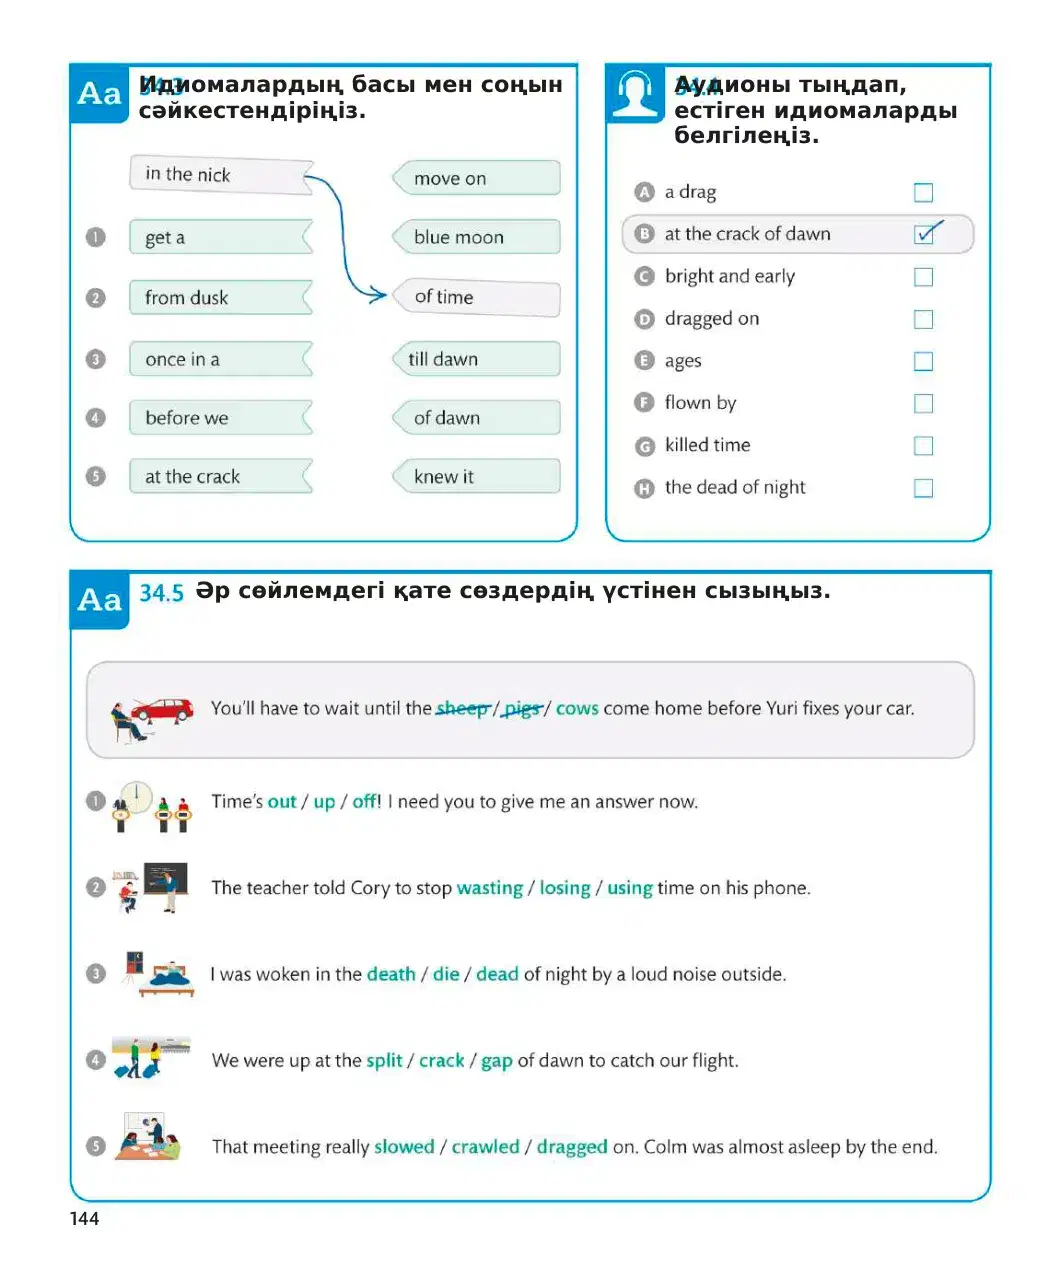 Aa
34.3 Идиомалардың басы мен соңын
сәйкестендіріңіз.
in the nick
move on
1 get a
blue moon
2 from dusk
of time
3 once in a
till dawn
4 before we
of dawn
5 at the crack
knew it
Аудионы тыңдап,
естіген идиомаларды
белгілеңіз.
A a drag
B at the crack of dawn
C bright and early
D dragged on
E ages
F flown by
G killed time
H the dead of night
Aa
34.5 Әр сөйлемдегі қате сөздердің үстінен сызыңыз.
You'll have to wait until the sheep / pigs / cows come home before Yuri fixes your car.
1 Time's out / up / off! I need you to give me an answer now.
2 The teacher told Cory to stop wasting / losing / using time on his phone.
3 I was woken in the death / die / dead of night by a loud noise outside.
4 We were up at the split / crack / gap of dawn to catch our flight.
5 That meeting really slowed / crawled / dragged on. Colm was almost asleep by the end.
144